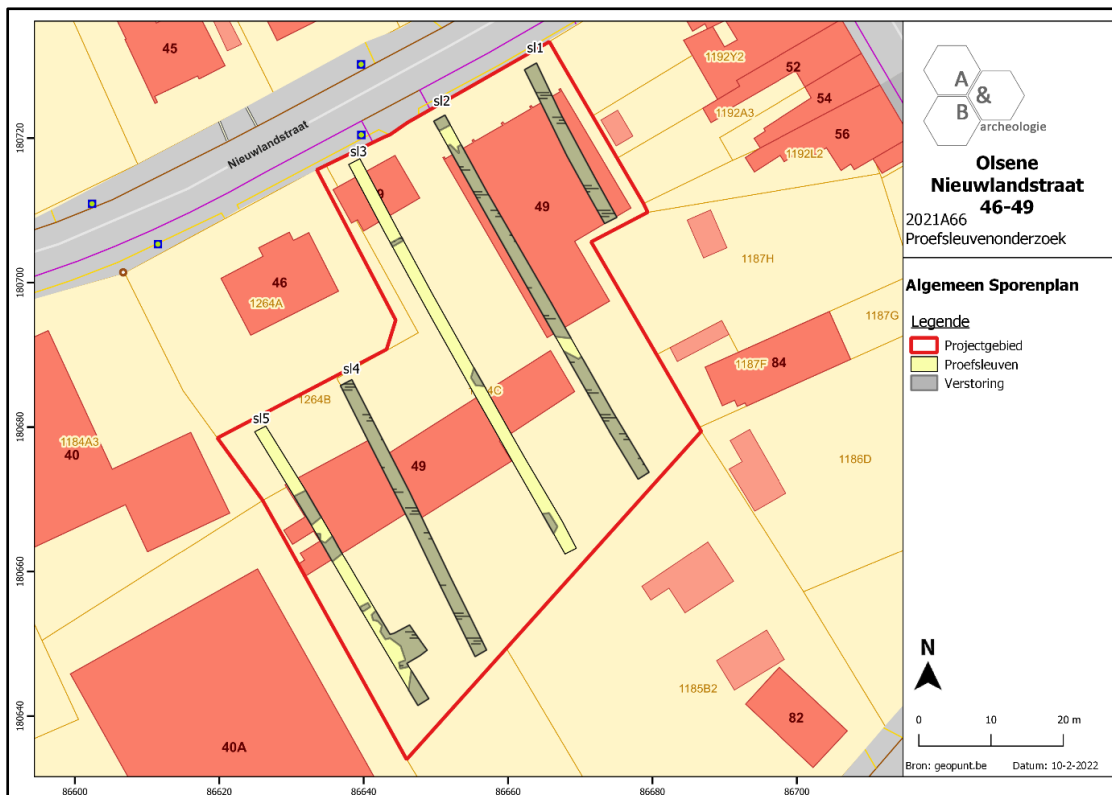 45
sl1
sl2
sl3
Nieuwlandstraat
1192Y2
52
1192A3
54
56
1192L2
9
49
46
1264A
1187H
1187G
84
1187F
sl4
1264B
4C
sl5
1184A3
40
49
1186D
1185B2
82
40A
180720
180700
180680
180660
180640
86600
86620
86640
86660
86680
86700
A
&
B
archeologie
Olsene
Nieuwlandstraat
46-49
2021A66
Proefsleuvenonderzoek
Algemeen Sporenplan
Legende
Projectgebied
Proefsleuven
Verstoring
N
0 10 20 m
Bron: geopunt.be Datum: 10-2-2022